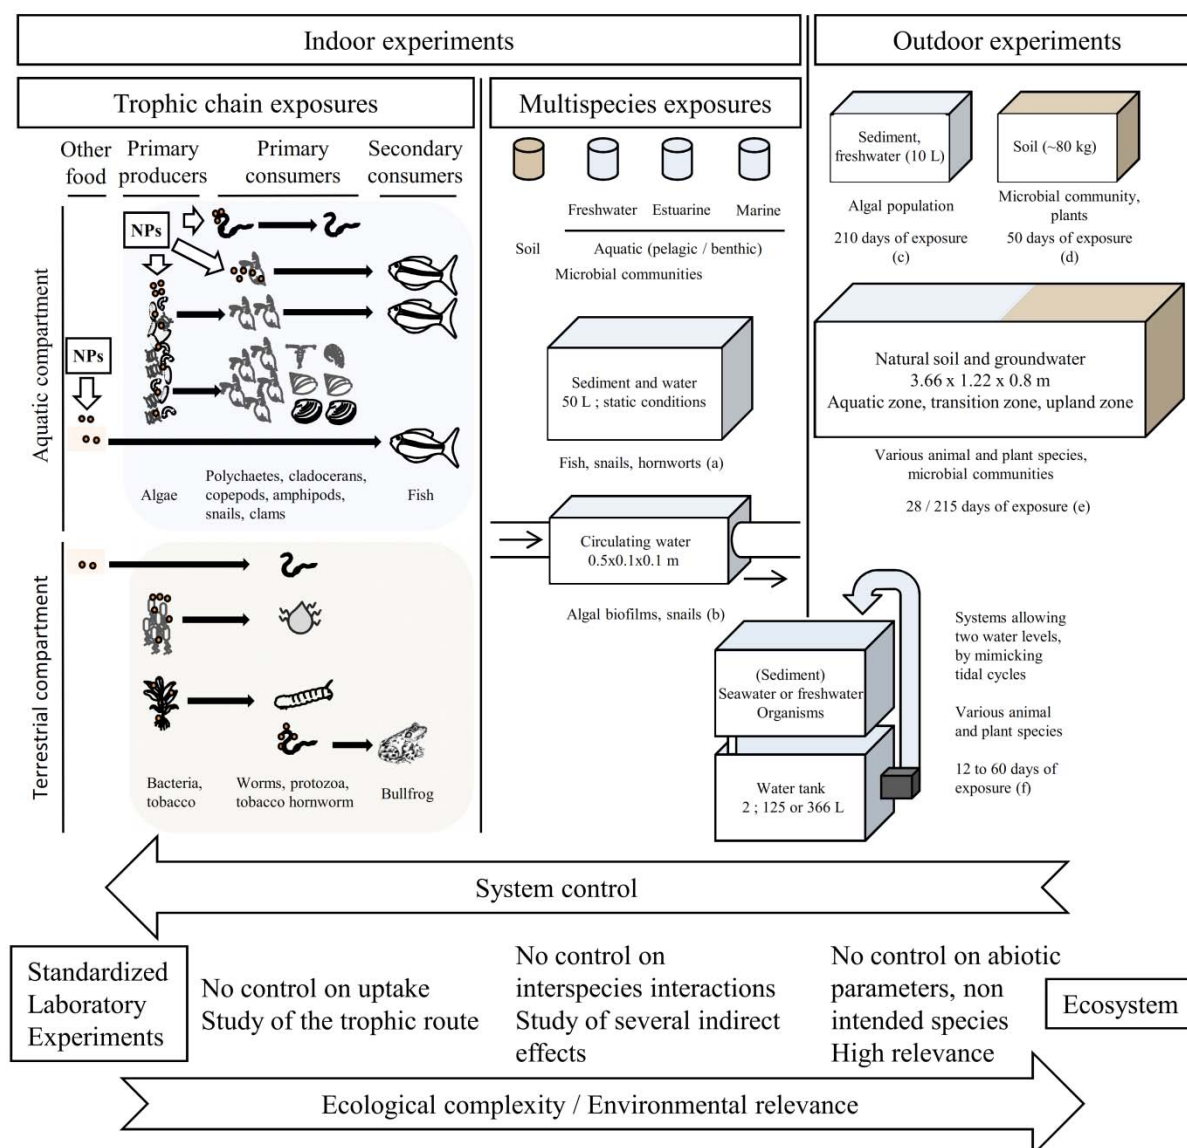 Indoor experiments
Outdoor experiments
Trophic chain exposures
Multispecies exposures
Other
food
Primary
producers
Primary
consumers
Secondary
consumers
Aquatic compartment
NPs
NPs
Algae
Polychaetes, cladocerans,
copepods, amphipods,
snails, clams
Fish
Terrestrial compartment
Bacteria,
tobacco
Worms, protozoa,
tobacco hornworm
Bullfrog
Freshwater
Estuarine
Marine
Soil
Aquatic (pelagic / benthic)
Microbial communities
Sediment and water
50 L ; static conditions
Fish, snails, hornworts (a)
Circulating water
0.5x0.1x0.1 m
Algal biofilms, snails (b)
Sediment,
freshwater (10 L)
Algal population
210 days of exposure
(c)
Soil (~80 kg)
Microbial community,
plants
50 days of exposure
(d)
Natural soil and groundwater
3.66 x 1.22 x 0.8 m
Aquatic zone, transition zone, upland zone
Various animal and plant species,
microbial communities
28 / 215 days of exposure (e)
(Sediment)
Seawater or freshwater
Organisms
Water tank
2 ; 125 or 366 L
Systems allowing
two water levels,
by mimicking
tidal cycles
Various animal
and plant species
12 to 60 days of
exposure (f)
System control
Standardized
Laboratory
Experiments
No control on uptake
Study of the trophic route
No control on
interspecies interactions
Study of several indirect
effects
No control on abiotic
parameters, non
intended species
High relevance
Ecosystem
Ecological complexity / Environmental relevance